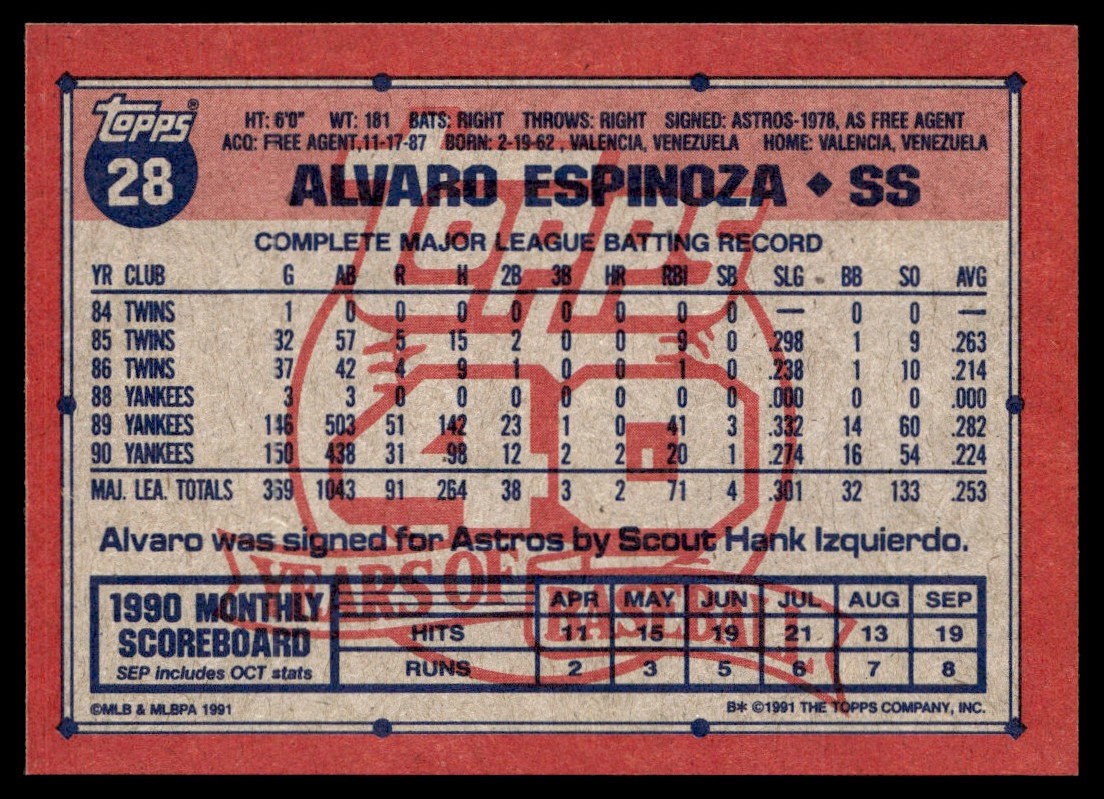 TOPPS®
28
HT: 6'0" WT: 181 BATS: RIGHT THROWS: RIGHT SIGNED: ASTROS-1978, AS FREE AGENT
ACQ: FREE AGENT,11-17-87 BORN: 2-19-62 , VALENCIA, VENEZUELA HOME: VALENCIA, VENEZUELA
ALVARO ESPINOZA ◆ SS
COMPLETE MAJOR LEAGUE BATTING RECORD
YR CLUB G AB R H 2B 3B HR RBI SB SLG BB SO AVG
84 TWINS 1 0 0 0 0 0 0 0 0 — 0 0 —
85 TWINS 32 57 5 15 2 0 0 9 0 .298 1 9 .263
86 TWINS 37 42 4 9 1 0 0 1 0 .238 1 10 .214
88 YANKEES 3 3 0 0 0 0 0 0 0 .000 0 0 .000
89 YANKEES 146 503 51 142 23 1 0 41 3 .332 14 60 .282
90 YANKEES 150 438 31 98 12 2 2 20 1 .274 16 54 .224
MAJ. LEA. TOTALS 369 1043 91 264 38 3 2 71 4 .301 32 133 .253
Alvaro was signed for Astros by Scout Hank Izquierdo.
1990 MONTHLY SCOREBOARD
SEP includes OCT stats
APR MAY JUN JUL AUG SEP
HITS 11 15 19 21 13 19
RUNS 2 3 5 6 7 8
©MLB & MLBPA 1991
B* ©1991 THE TOPPS COMPANY, INC.
TOPPS
40
YEARS OF
BASEBALL